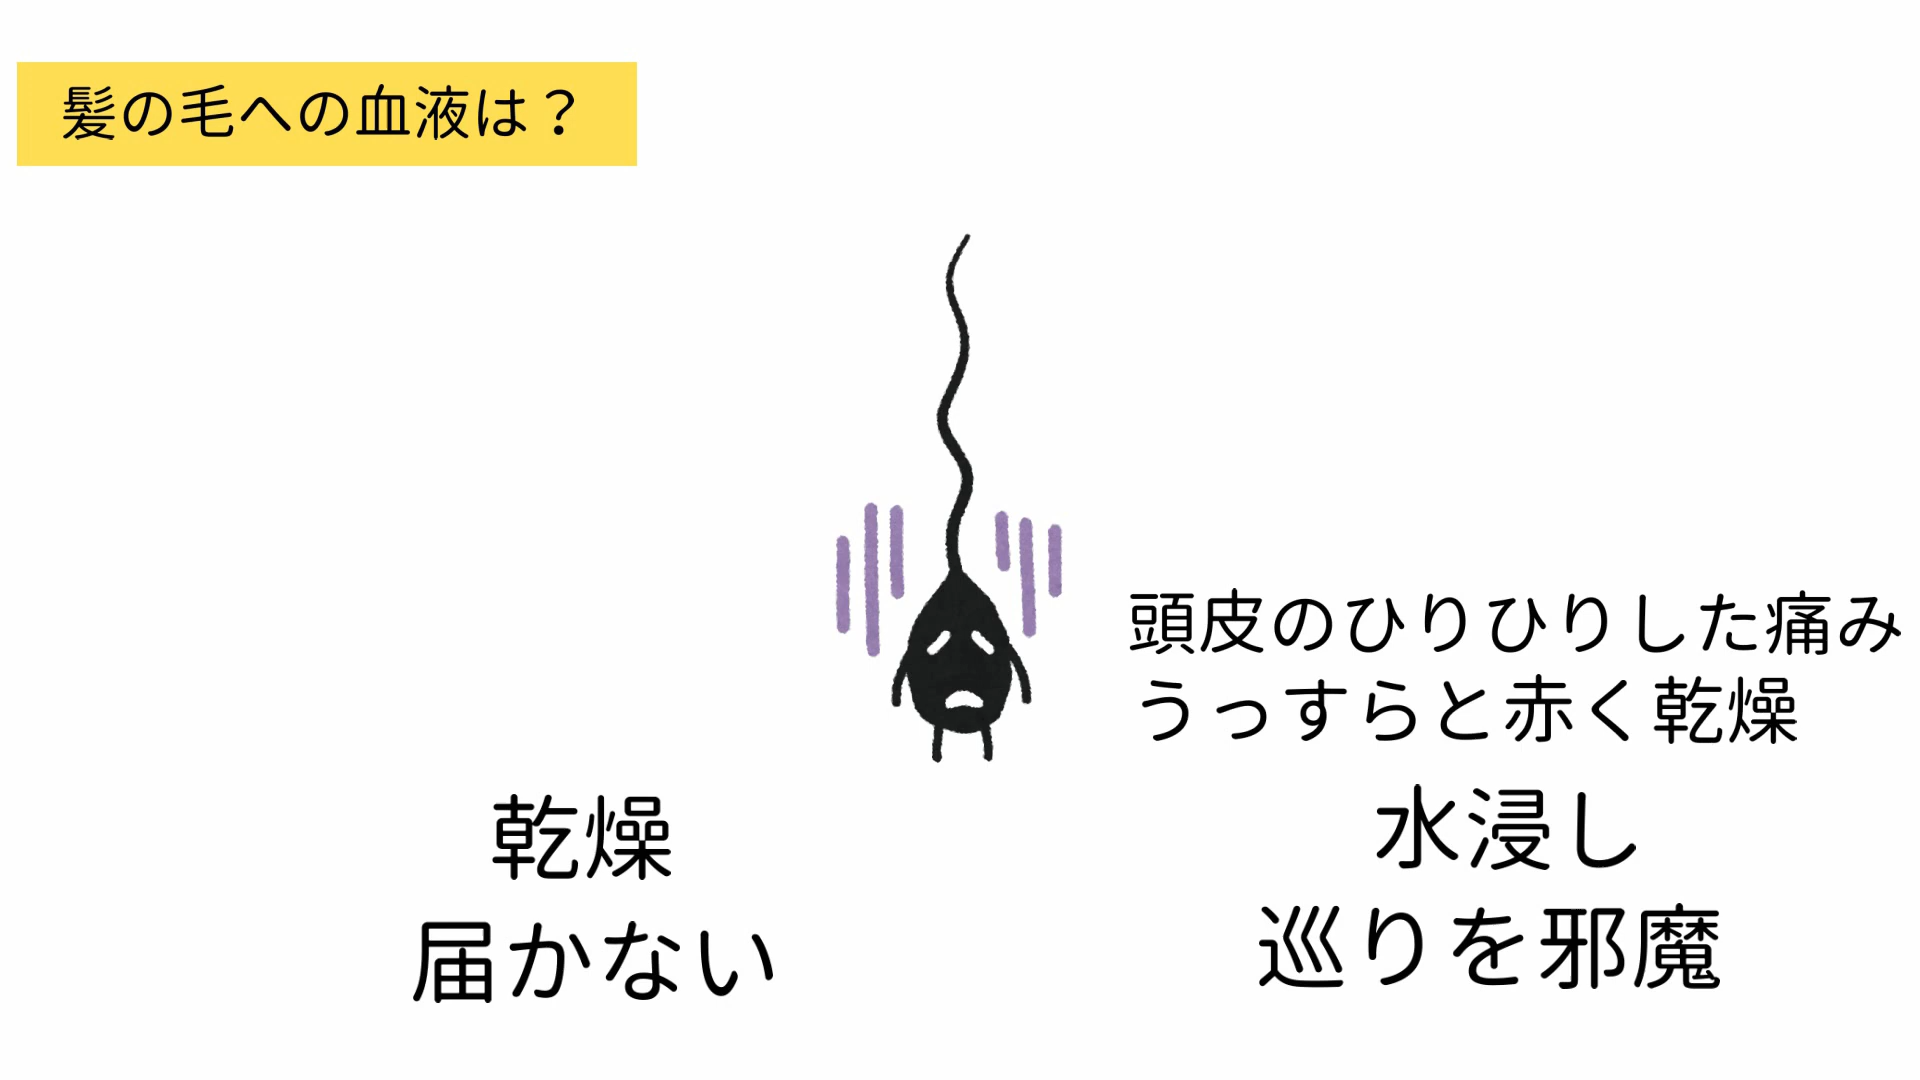 髪の毛への血液は？
頭皮のひりひりした痛み
うっすらと赤く乾燥
乾燥
届かない
水浸し
巡りを邪魔